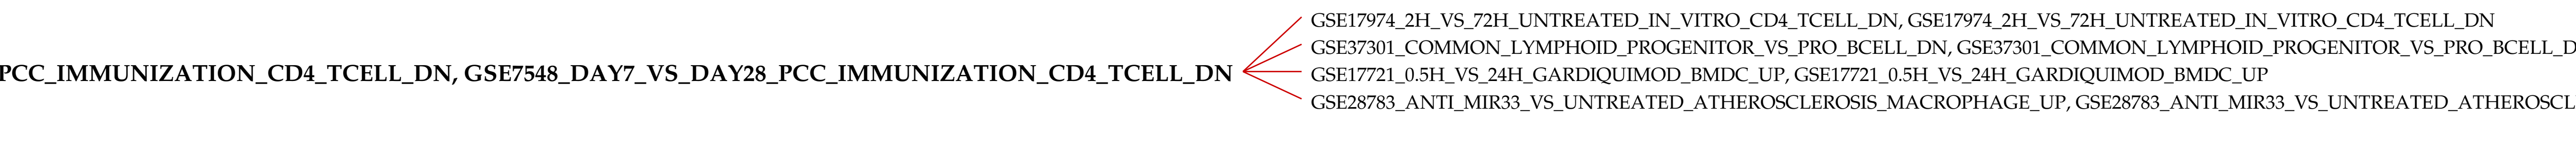 GSE17974_2H_VS_72H_UNTREATED_IN_VITRO_CD4_TCELL_DN, GSE17974_2H_VS_72H_UNTREATED_IN_VITRO_CD4_TCELL_DN
GSE37301_COMMON_LYMPHOID_PROGENITOR_VS_PRO_BCELL_DN, GSE37301_COMMON_LYMPHOID_PROGENITOR_VS_PRO_BCELL_D
PCC_IMMUNIZATION_CD4_TCELL_DN, GSE7548_DAY7_VS_DAY28_PCC_IMMUNIZATION_CD4_TCELL_DN
GSE17721_0.5H_VS_24H_GARDIQUIMOD_BMDC_UP, GSE17721_0.5H_VS_24H_GARDIQUIMOD_BMDC_UP
GSE28783_ANTI_MIR33_VS_UNTREATED_ATHEROSCLEROSIS_MACROPHAGE_UP, GSE28783_ANTI_MIR33_VS_UNTREATED_ATHEROSCL